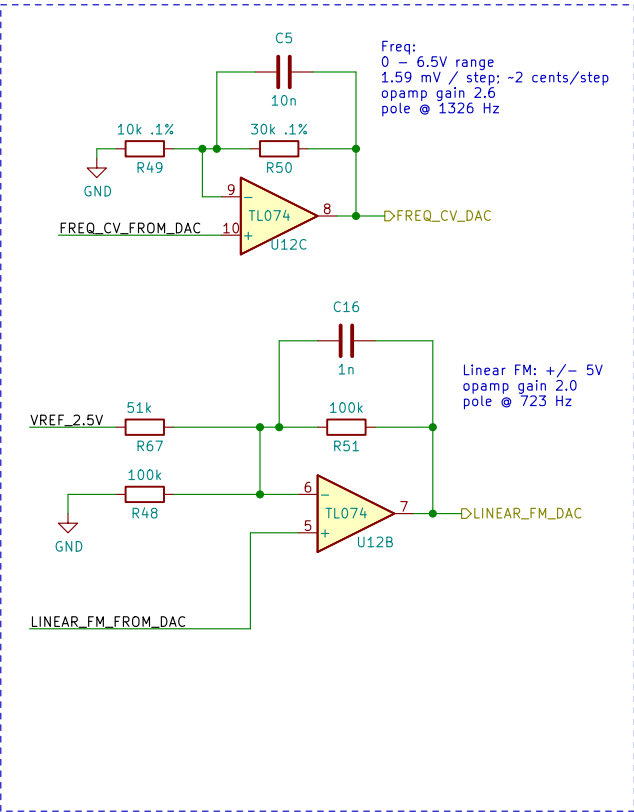 C5
10n
Freq:
0 – 6.5V range
1.59 mV / step; ~2 cents/step
opamp gain 2.6
pole @ 1326 Hz
10k .1%
R49
30k .1%
R50
GND
9
−
TL074
8
FREQ_CV_DAC
FREQ_CV_FROM_DAC
10
+
U12C
C16
1n
Linear FM: +/− 5V
opamp gain 2.0
pole @ 723 Hz
VREF_2.5V
51k
R67
100k
R51
100k
R48
GND
6
−
TL074
7
LINEAR_FM_DAC
5
+
U12B
LINEAR_FM_FROM_DAC